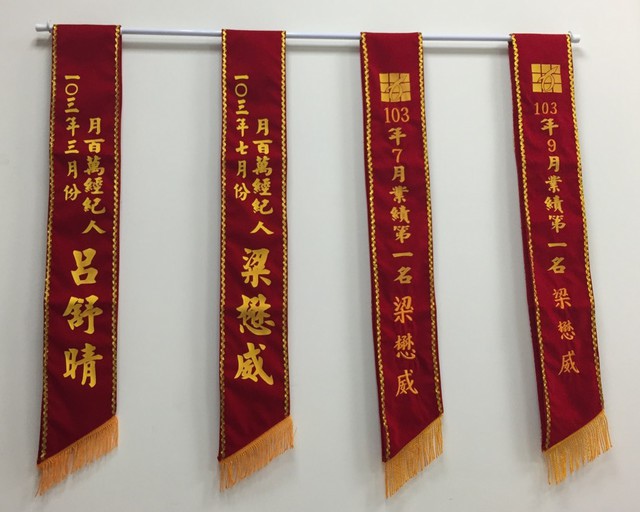 一〇三年三月份
月百萬經紀人
呂舒晴
一〇三年七月份
月百萬經紀人
梁懋威
103年7月業績第一名 梁懋威
103年9月業績第一名 梁懋威